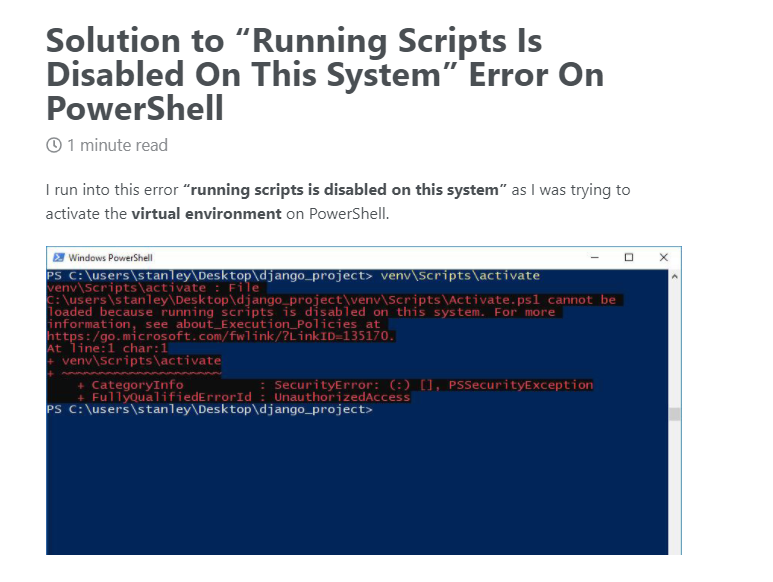 Solution to “Running Scripts Is
Disabled On This System” Error On
PowerShell
1 minute read
I run into this error “running scripts is disabled on this system” as I was trying to
activate the virtual environment on PowerShell.
Windows PowerShell
PS C:\users\stanley\Desktop\django_project> venv\Scripts\activate
venv\Scripts\activate : File
C:\users\stanley\Desktop\django_project\venv\Scripts\Activate.ps1 cannot be
loaded because running scripts is disabled on this system. For more
information, see about_Execution_Policies at
https:/go.microsoft.com/fwlink/?LinkID=135170.
At line:1 char:1
+ venv\Scripts\activate
+ ~~~~~~~~~~~~~~~~~~~~~
+ CategoryInfo : SecurityError: (:) [], PSSecurityException
+ FullyQualifiedErrorId : UnauthorizedAccess
PS C:\users\stanley\Desktop\django_project>